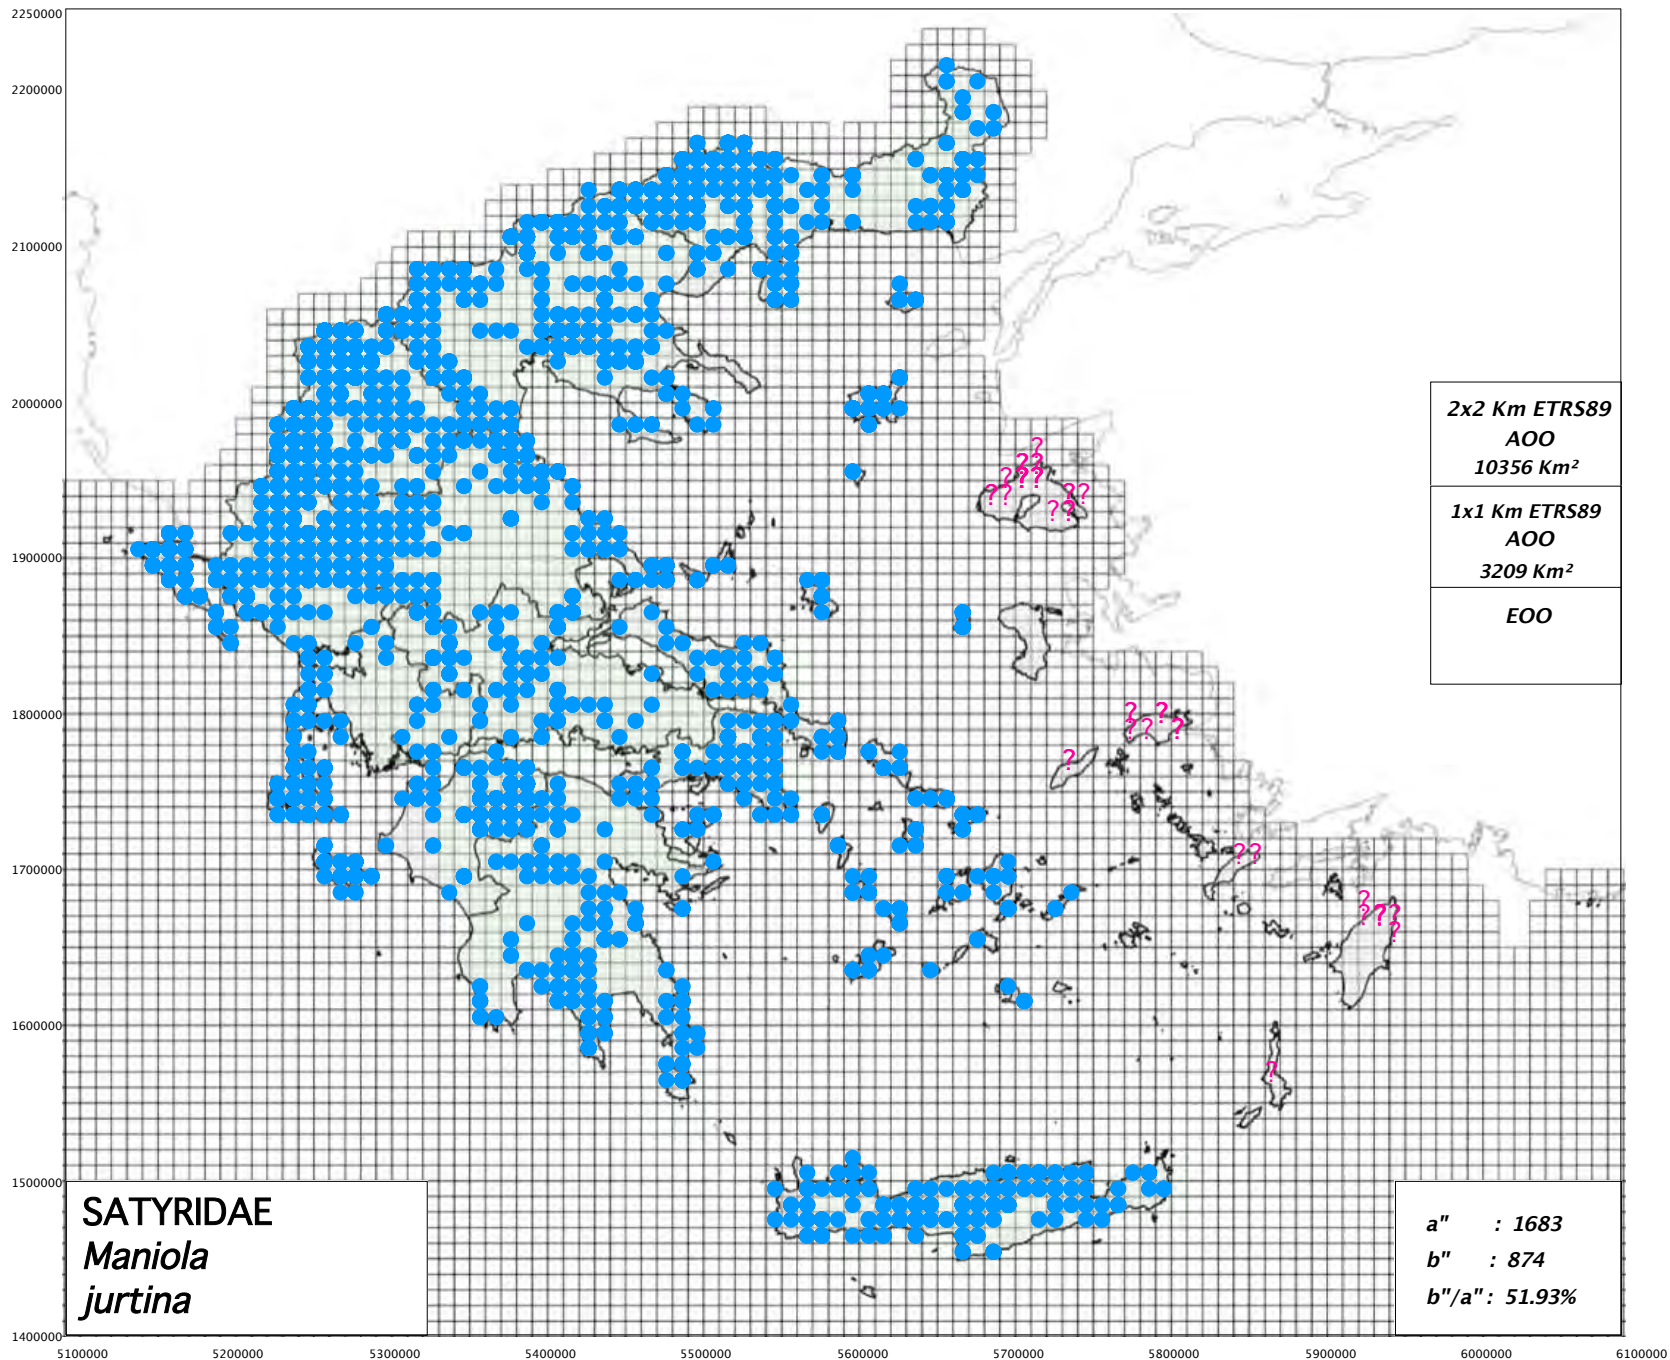 2250000
2200000
2100000
2000000
1900000
1800000
1700000
1600000
1500000
1400000
5100000 5200000 5300000 5400000 5500000 5600000 5700000 5800000 5900000 6000000 6100000
2x2 Km ETRS89
AOO
10356 Km²
1x1 Km ETRS89
AOO
3209 Km²
EOO
SATYRIDAE
Maniola
jurtina
a" : 1683
b" : 874
b"/a" : 51.93%